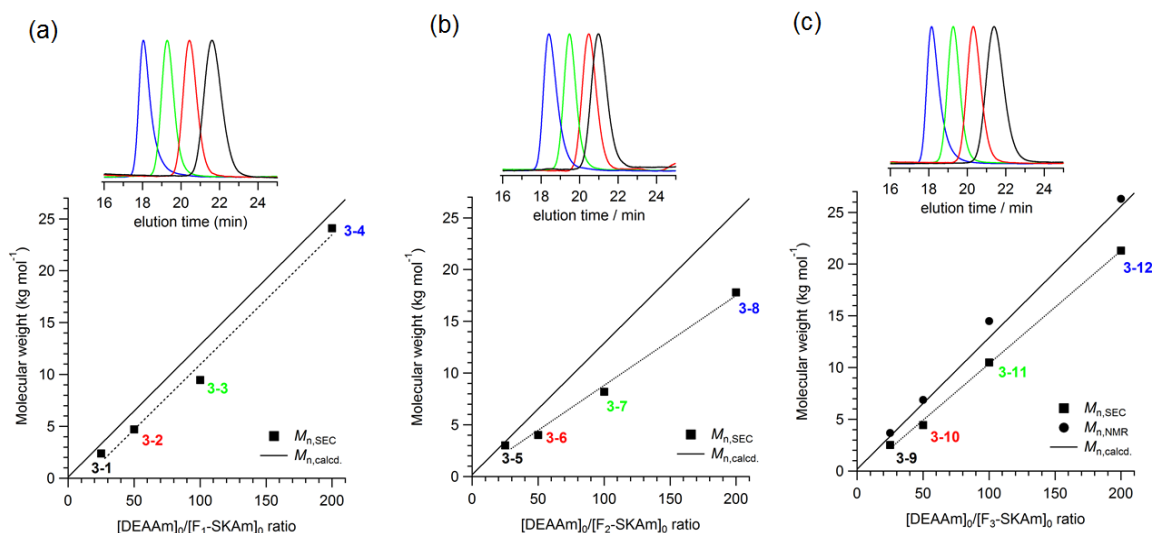 (a)
16 18 20 22 24
elution time (min)
25
20
15
10
5
0
Molecular weight (kg mol⁻¹)
3-4
3-3
3-2
3-1
■ Mn,SEC
— Mn,calcd.
0 50 100 150 200
[DEAAm]₀/[F₁-SKAm]₀ ratio
(b)
16 18 20 22 24
elution time / min
25
20
15
10
5
0
Molecular weight (kg mol⁻¹)
3-8
3-7
3-6
3-5
■ Mn,SEC
— Mn,calcd.
0 50 100 150 200
[DEAAm]₀/[F₂-SKAm]₀ ratio
(c)
16 18 20 22 24
elution time / min
25
20
15
10
5
0
Molecular weight (kg mol⁻¹)
3-12
3-11
3-10
3-9
■ Mn,SEC
● Mn,NMR
— Mn,calcd.
0 50 100 150 200
[DEAAm]₀/[F₃-SKAm]₀ ratio